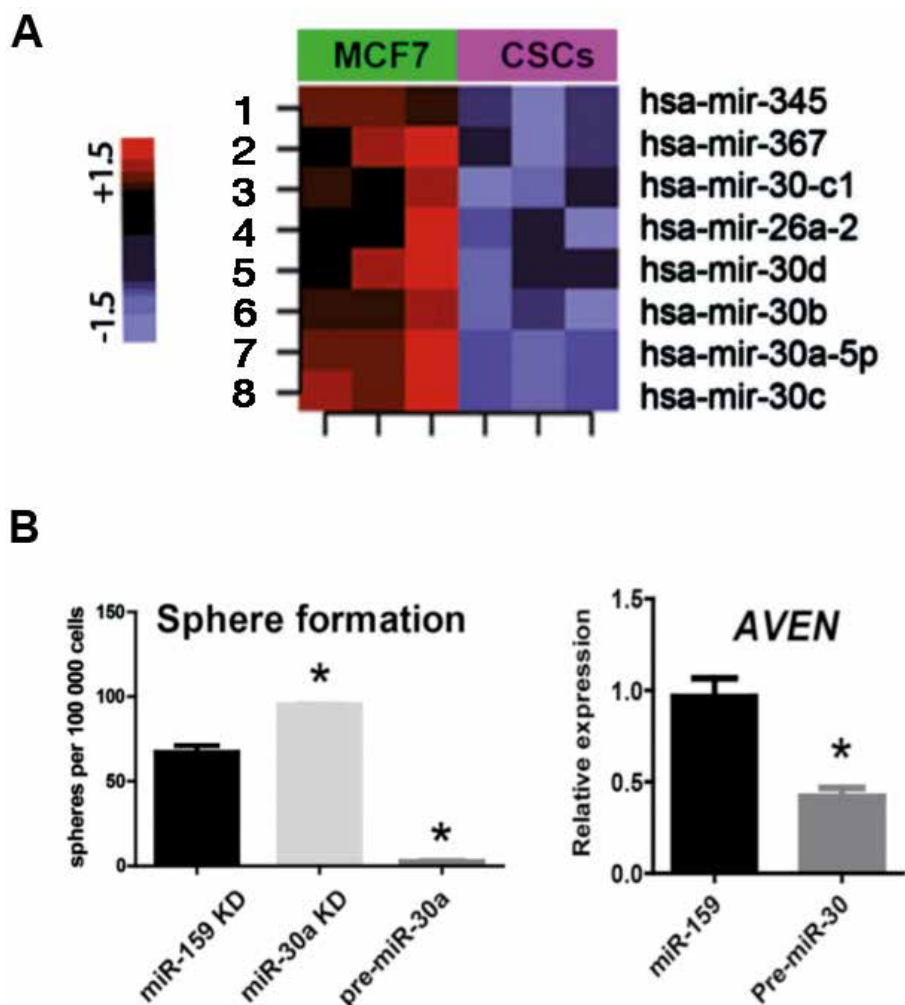 A
MCF7 CSCs
+1.5
-1.5
1 hsa-mir-345
2 hsa-mir-367
3 hsa-mir-30-c1
4 hsa-mir-26a-2
5 hsa-mir-30d
6 hsa-mir-30b
7 hsa-mir-30a-5p
8 hsa-mir-30c
B
Sphere formation
spheres per 100 000 cells
150
100
50
0
*
*
miR-159 KD
miR-30a KD
pre-miR-30a
AVEN
Relative expression
1.5
1.0
0.5
0.0
*
miR-159
Pre-miR-30